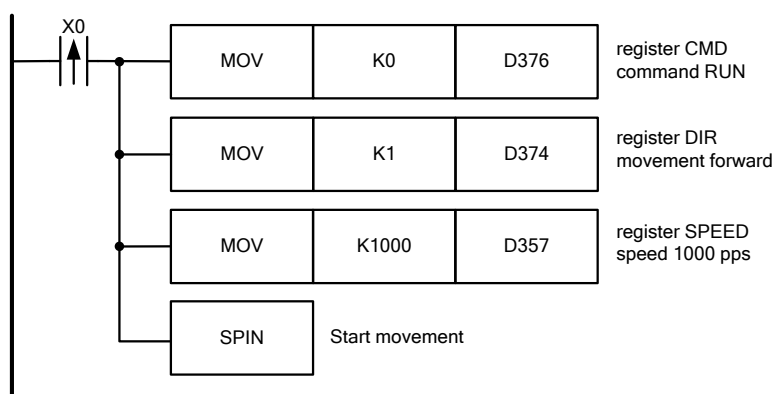 X0
MOV K0 D376
register CMD
command RUN
MOV K1 D374
register DIR
movement forward
MOV K1000 D357
register SPEED
speed 1000 pps
SPIN Start movement